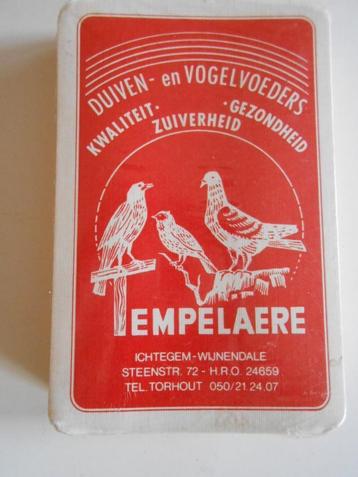 DUIVEN- en VOGELVOEDERS
KWALITEIT · ZUIVERHEID · GEZONDHEID
TEMPELAERE
ICHTEGEM-WIJNENDALE
STEENSTR. 72 - H.R.O. 24659
TEL. TORHOUT 050/21.24.07